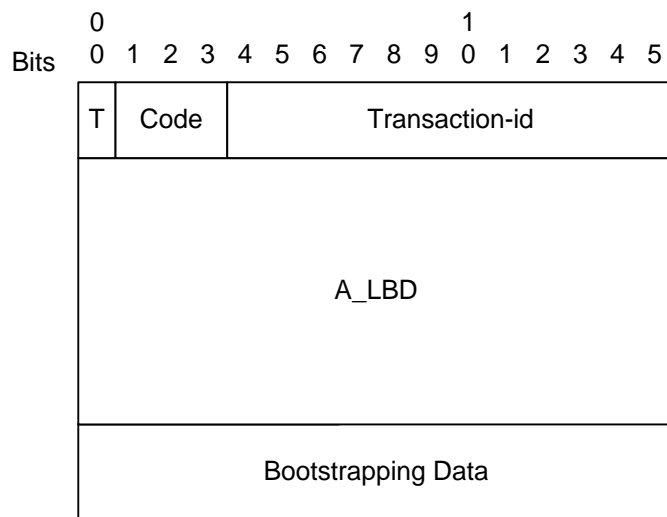 0 1
Bits 0 1 2 3 4 5 6 7 8 9 0 1 2 3 4 5
T Code Transaction-id
A_LBD
Bootstrapping Data